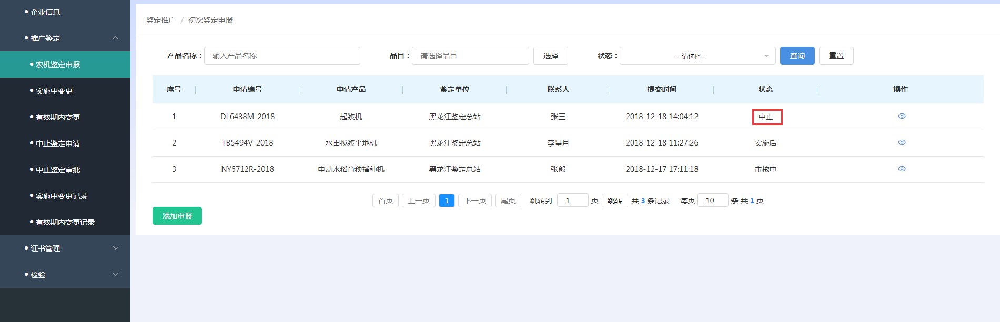 企业信息
推广鉴定
农机鉴定申报
实施中变更
有效期内变更
中止鉴定申请
中止鉴定审批
实施中变更记录
有效期内变更记录
证书管理
检验
鉴定推广 / 初次鉴定申报
产品名称： 输入产品名称 品目： 请选择品目 选择 状态： --请选择-- 查询 重置
序号 申请编号 申请产品 鉴定单位 联系人 提交时间 状态 操作
1 DL6438M-2018 起浆机 黑龙江鉴定总站 张三 2018-12-18 14:04:12 中止
2 TB5494V-2018 水田搅浆平地机 黑龙江鉴定总站 李星月 2018-12-18 11:27:26 实施后
3 NY5712R-2018 电动水稻育秧播种机 黑龙江鉴定总站 张毅 2018-12-17 17:11:18 审核中
首页 上一页 1 下一页 尾页 跳转到 1 页 跳转 共 3 条记录 每页 10 条 共 1 页
添加申报